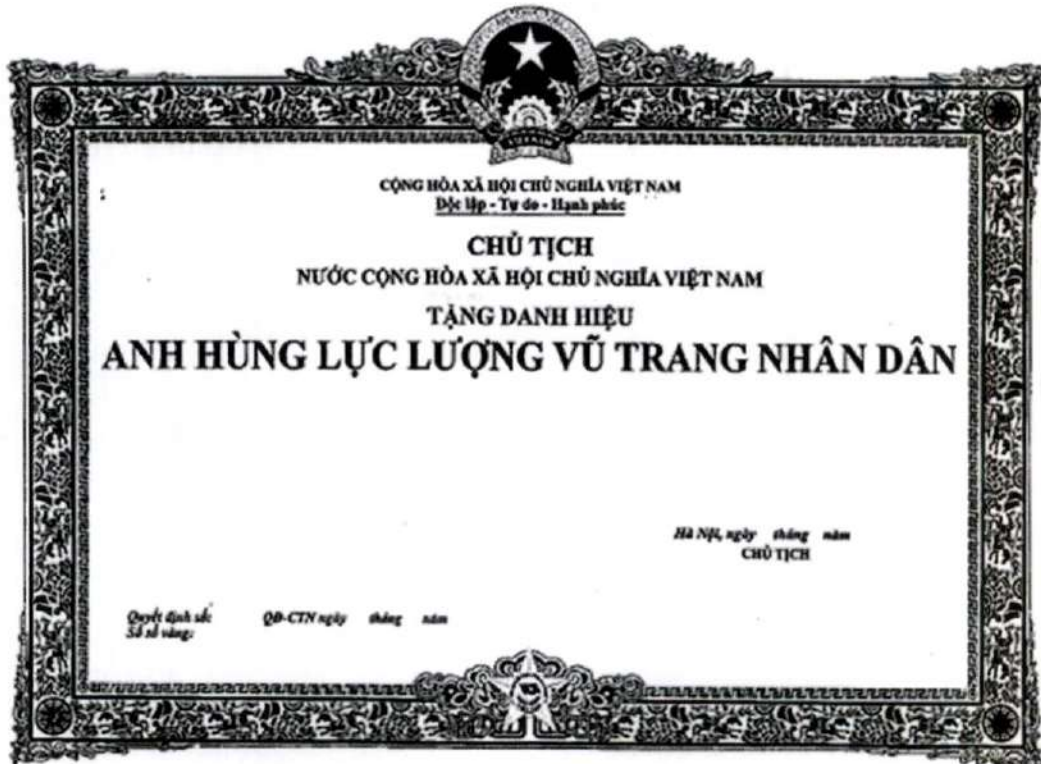 CỘNG HÒA XÃ HỘI CHỦ NGHĨA VIỆT NAM
Độc lập - Tự do - Hạnh phúc
CHỦ TỊCH
NƯỚC CỘNG HÒA XÃ HỘI CHỦ NGHĨA VIỆT NAM
TẶNG DANH HIỆU
ANH HÙNG LỰC LƯỢNG VŨ TRANG NHÂN DÂN
Hà Nội, ngày tháng năm
CHỦ TỊCH
Quyết định số: QĐ-CTN ngày tháng năm
Số sổ vàng: